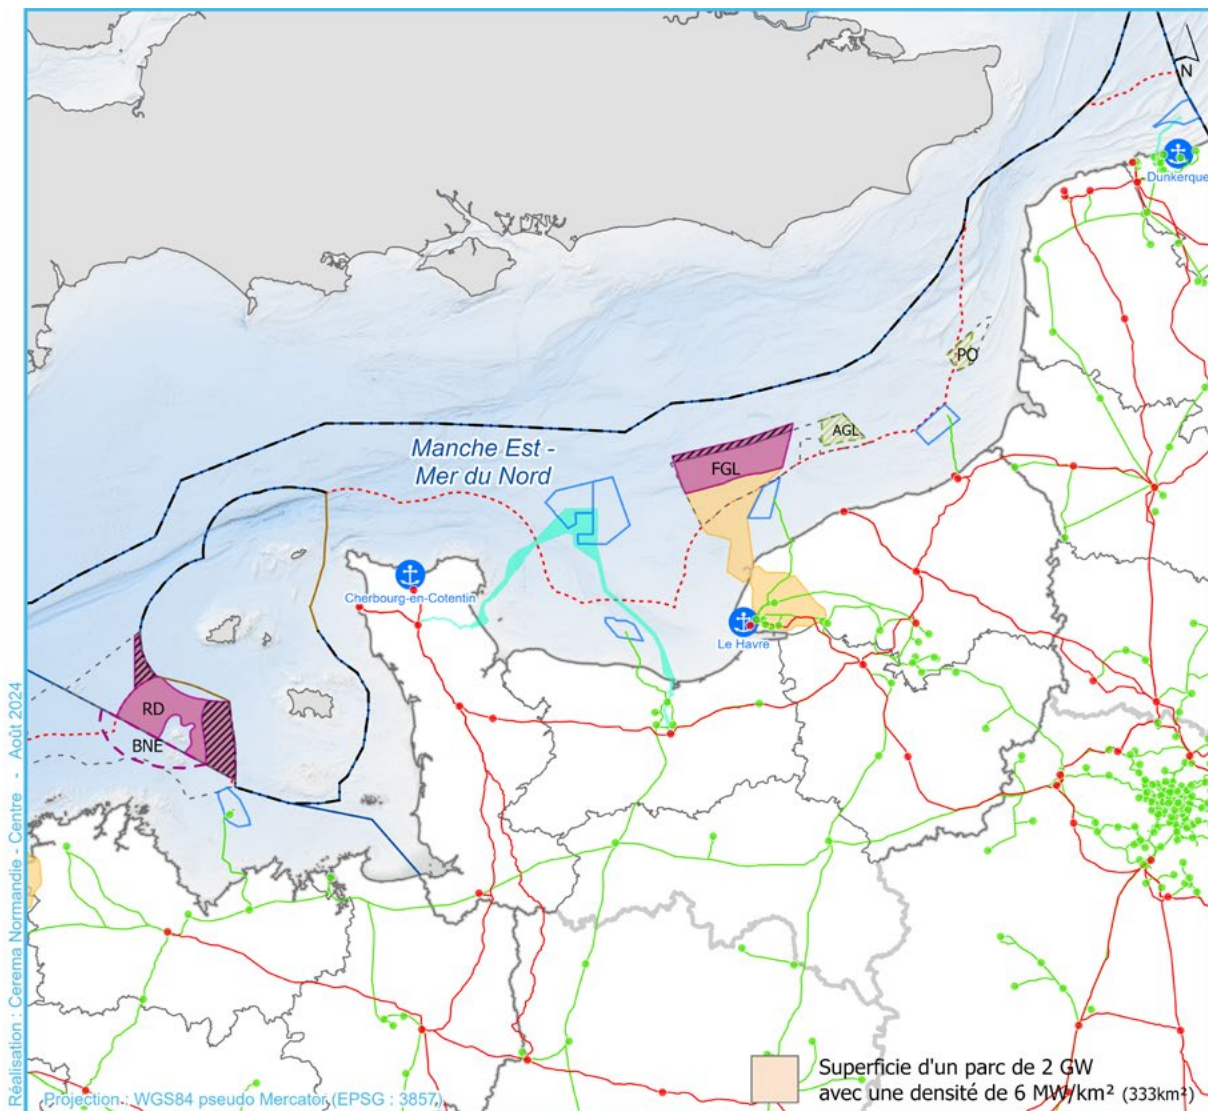 N
Dunkerque
PO
AGL
Manche Est -
Mer du Nord
FGL
Cherbourg-en-Cotentin
Le Havre
RD
BNE
Réalisation : Cerema Normandie - Centre - Août 2024
Superficie d'un parc de 2 GW
avec une densité de 6 MW/km² (333km²)
Projection : WGS84 pseudo Mercator (EPSG : 3857)